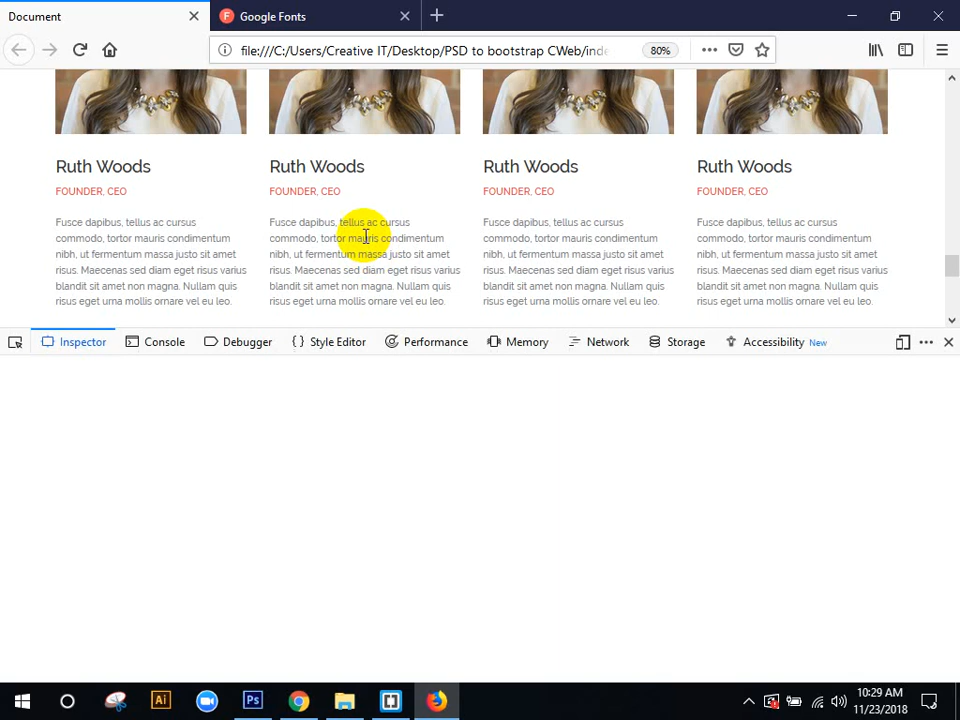 Document
Google Fonts
file:///C:/Users/Creative IT/Desktop/PSD to bootstrap CWeb/inde
80%
Ruth Woods Ruth Woods Ruth Woods Ruth Woods
FOUNDER, CEO FOUNDER, CEO FOUNDER, CEO FOUNDER, CEO
Fusce dapibus, tellus ac cursus
commodo, tortor mauris condimentum
nibh, ut fermentum massa justo sit amet
risus. Maecenas sed diam eget risus varius
blandit sit amet non magna. Nullam quis
risus eget urna mollis ornare vel eu leo.
Fusce dapibus, tellus ac cursus
commodo, tortor mauris condimentum
nibh, ut fermentum massa justo sit amet
risus. Maecenas sed diam eget risus varius
blandit sit amet non magna. Nullam quis
risus eget urna mollis ornare vel eu leo.
Fusce dapibus, tellus ac cursus
commodo, tortor mauris condimentum
nibh, ut fermentum massa justo sit amet
risus. Maecenas sed diam eget risus varius
blandit sit amet non magna. Nullam quis
risus eget urna mollis ornare vel eu leo.
Fusce dapibus, tellus ac cursus
commodo, tortor mauris condimentum
nibh, ut fermentum massa justo sit amet
risus. Maecenas sed diam eget risus varius
blandit sit amet non magna. Nullam quis
risus eget urna mollis ornare vel eu leo.
Inspector Console Debugger Style Editor Performance Memory Network Storage Accessibility New
10:29 AM
11/23/2018